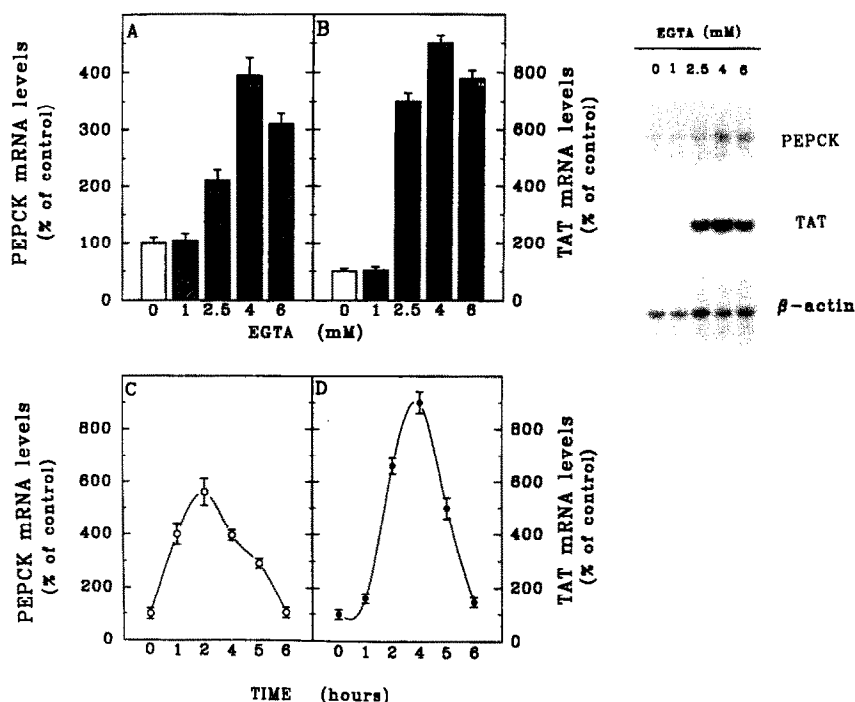 A
B
PEPCK mRNA levels
(% of control)
400
300
200
100
0
800
600
400
200
0
TAT mRNA levels
(% of control)
0 1 2.5 4 6
0 1 2.5 4 6
EGTA (mM)
EGTA (mM)
0 1 2.5 4 6
PEPCK
TAT
β-actin
C
D
PEPCK mRNA levels
(% of control)
800
600
400
200
0
800
600
400
200
0
TAT mRNA levels
(% of control)
0 1 2 4 5 6
0 1 2 4 5 6
TIME (hours)